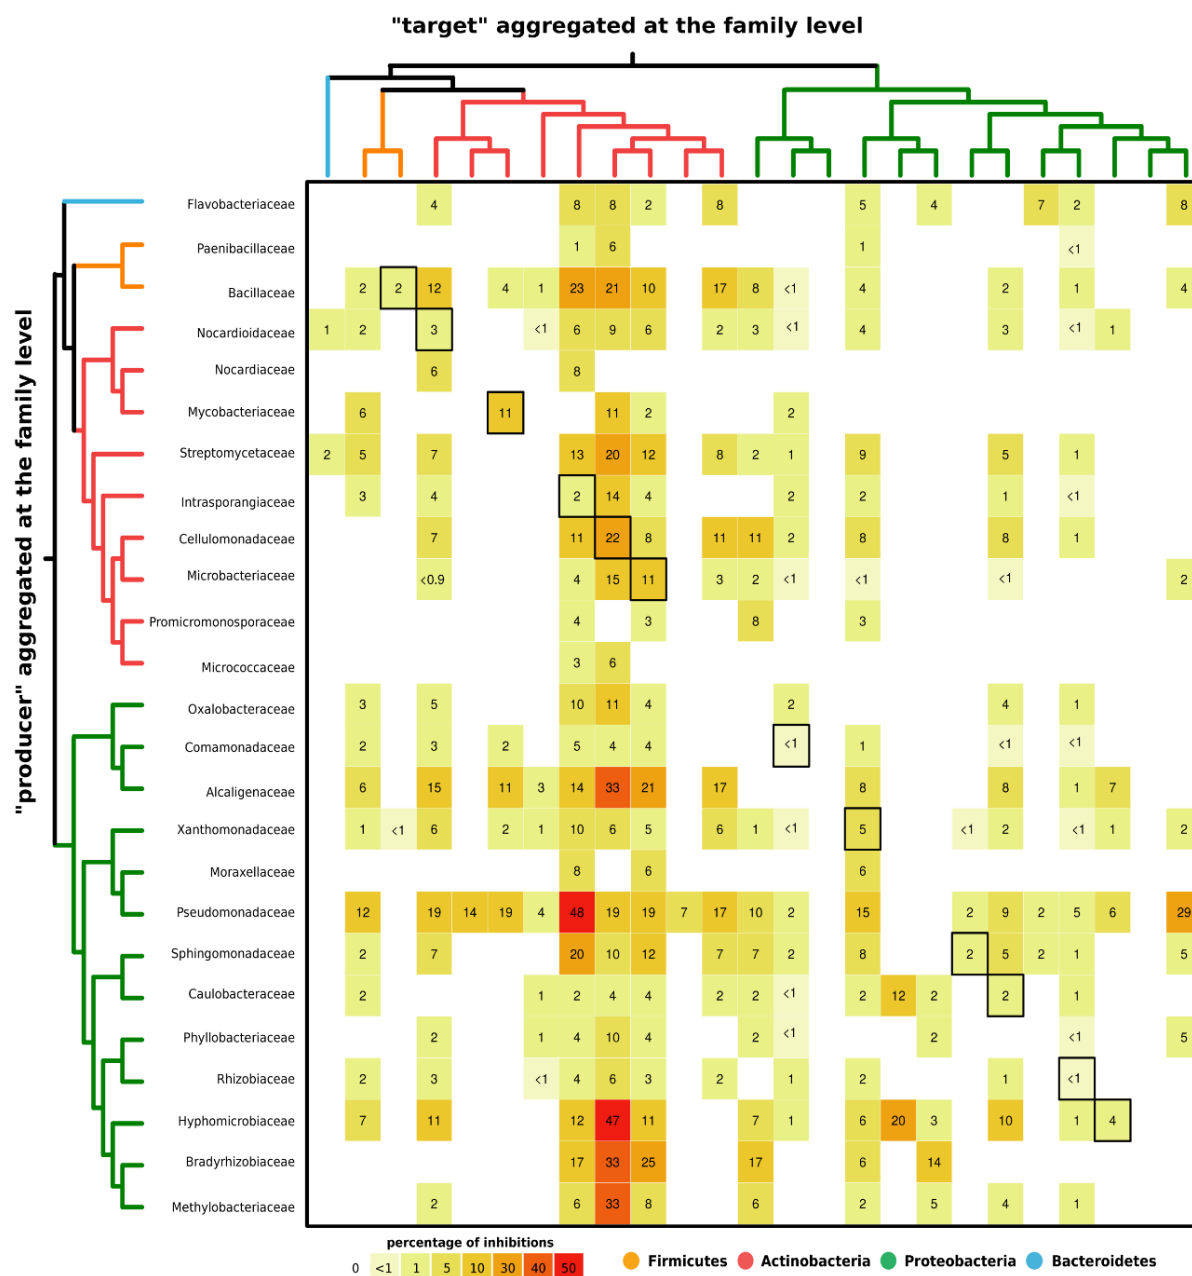 "target" aggregated at the family level
"producer" aggregated at the family level
Flavobacteriaceae 4 8 8 2 8 5 4 7 2 8
Paenibacillaceae 1 6 1 <1
Bacillaceae 2 2 12 4 1 23 21 10 17 8 <1 4 2 1 4
Nocardioidaceae 1 2 3 <1 6 9 6 2 3 <1 4 3 <1 1
Nocardiaceae 6 8
Mycobacteriaceae 6 11 11 2 2
Streptomycetaceae 2 5 7 13 20 12 8 2 1 9 5 1
Intrasporangiaceae 3 4 2 14 4 2 2 1 <1
Cellulomonadaceae 7 11 22 8 11 11 2 8 8 1
Microbacteriaceae <0.9 4 15 11 3 2 <1 <1 <1 2
Promicromonosporaceae 4 3 8 3
Micrococcaceae 3 6
Oxalobacteraceae 3 5 10 11 4 2 4 1
Comamonadaceae 2 3 2 5 4 4 <1 1 <1 <1
Alcaligenaceae 6 15 11 3 14 33 21 17 8 8 1 7
Xanthomonadaceae 1 <1 6 2 1 10 6 5 6 1 <1 5 <1 2 <1 1 2
Moraxellaceae 8 6 6
Pseudomonadaceae 12 19 14 19 4 48 19 19 7 17 10 2 15 2 9 2 5 6 29
Sphingomonadaceae 2 7 20 10 12 7 7 2 8 2 5 2 1 5
Caulobacteraceae 2 1 2 4 4 2 2 <1 2 12 2 2 1
Phyllobacteriaceae 2 1 4 10 4 2 <1 2 <1 5
Rhizobiaceae 2 3 <1 4 6 3 2 1 2 1 <1
Hyphomicrobiaceae 7 11 12 47 11 7 1 6 20 3 10 1 4
Bradyrhizobiaceae 17 33 25 17 6 14
Methylobacteriaceae 2 6 33 8 6 2 5 4 1
percentage of inhibitions
0 <1 1 5 10 30 40 50
Firmicutes Actinobacteria Proteobacteria Bacteroidetes